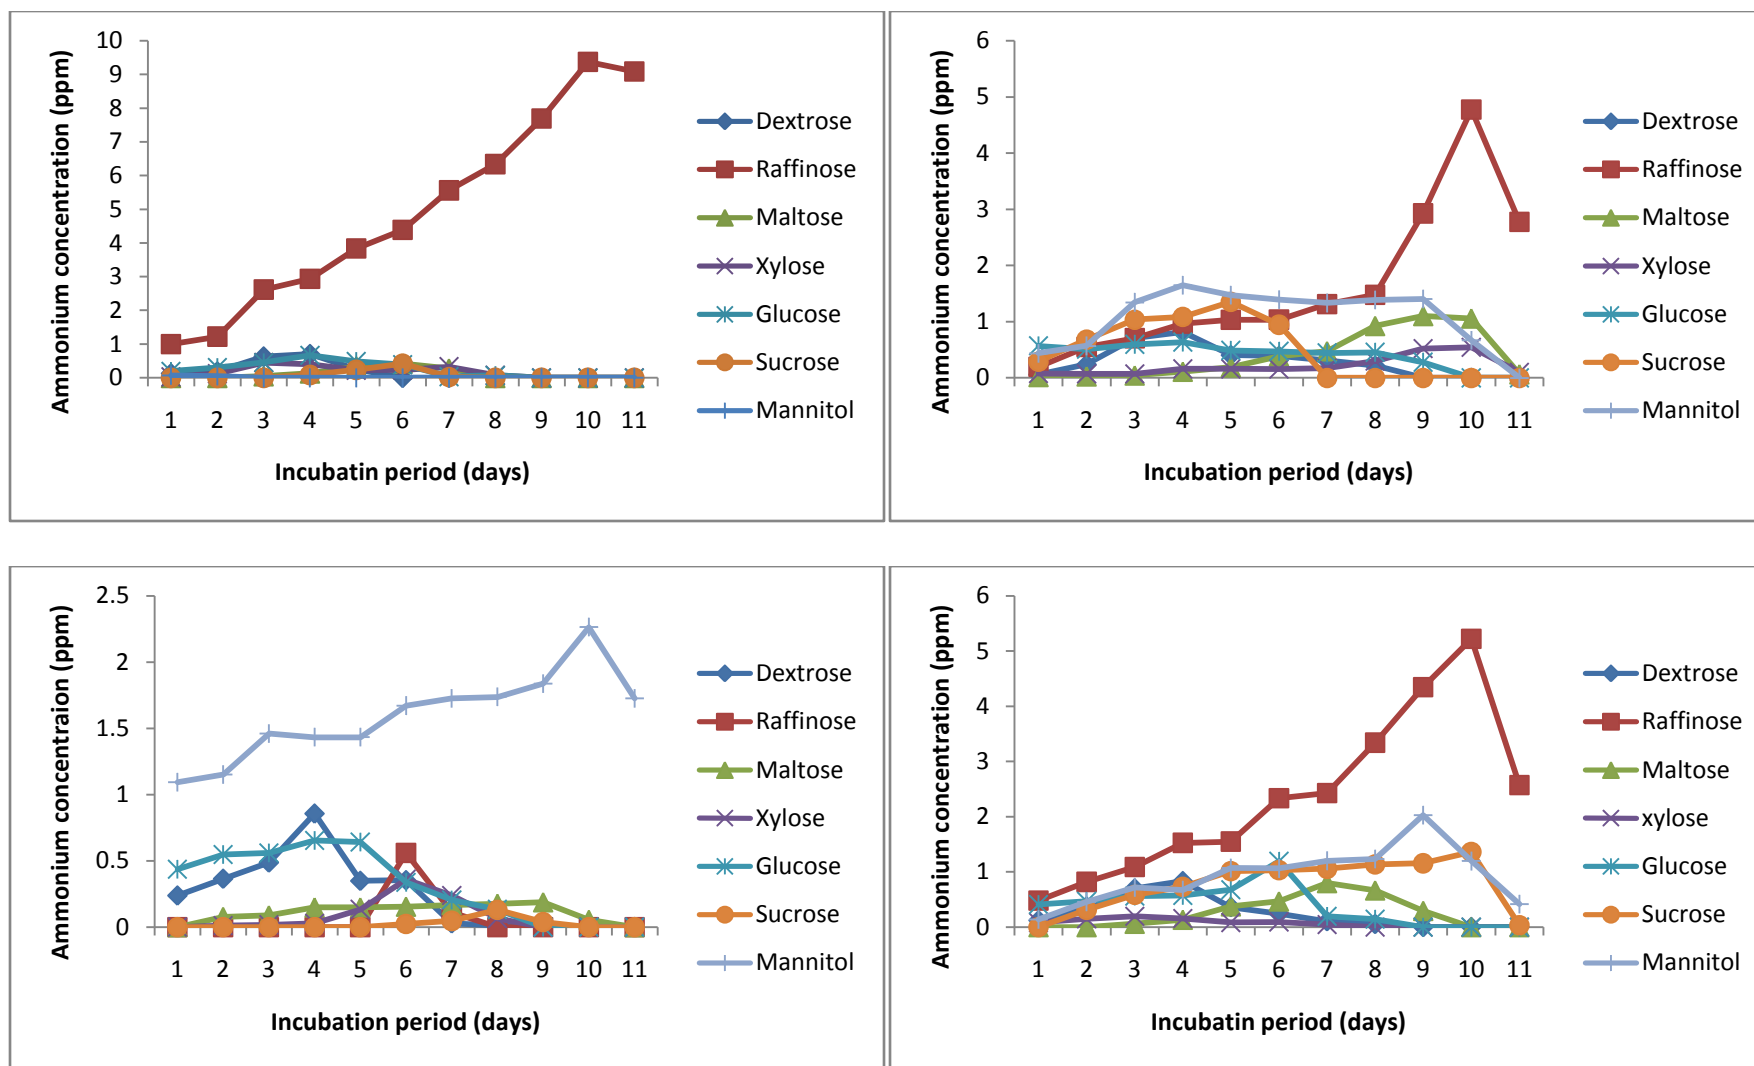 Ammonium concentration (ppm)
10
9
8
7
6
5
4
3
2
1
0
1 2 3 4 5 6 7 8 9 10 11
Incubatin period (days)
Dextrose
Raffinose
Maltose
Xylose
Glucose
Sucrose
Mannitol
Ammonium concentration (ppm)
6
5
4
3
2
1
0
1 2 3 4 5 6 7 8 9 10 11
Incubation period (days)
Dextrose
Raffinose
Maltose
Xylose
Glucose
Sucrose
Mannitol
Ammonium concentraion (ppm)
2.5
2
1.5
1
0.5
0
1 2 3 4 5 6 7 8 9 10 11
Incubation period (days)
Dextrose
Raffinose
Maltose
Xylose
Glucose
Sucrose
Mannitol
Ammonium concentration (ppm)
6
5
4
3
2
1
0
1 2 3 4 5 6 7 8 9 10 11
Incubatin period (days)
Dextrose
Raffinose
Maltose
xylose
Glucose
Sucrose
Mannitol